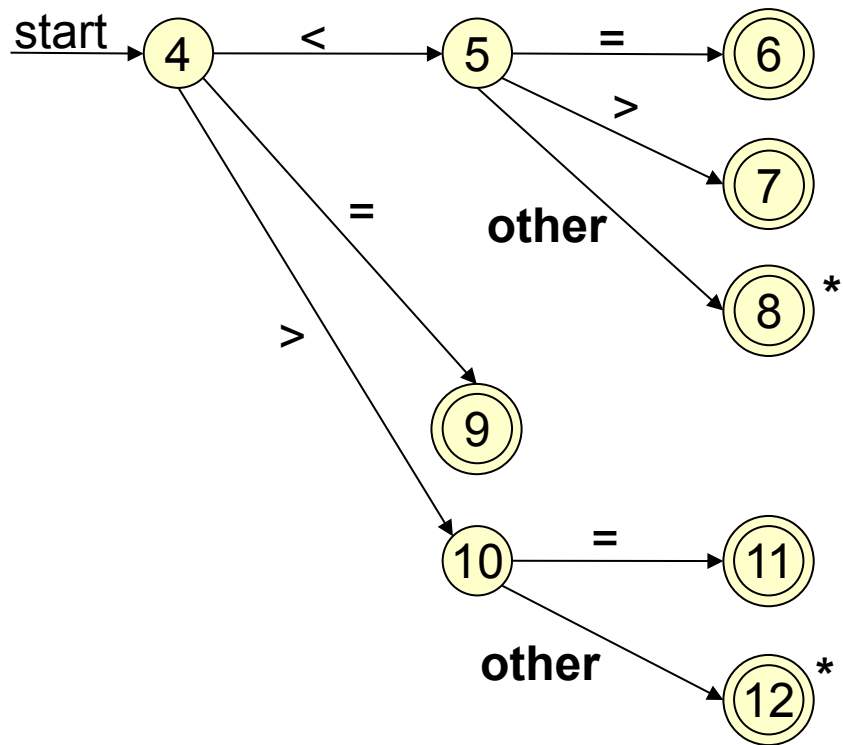 start 4 < 5 = 6
>
7
=
other
8 *
>
9
10 = 11
other
12 *